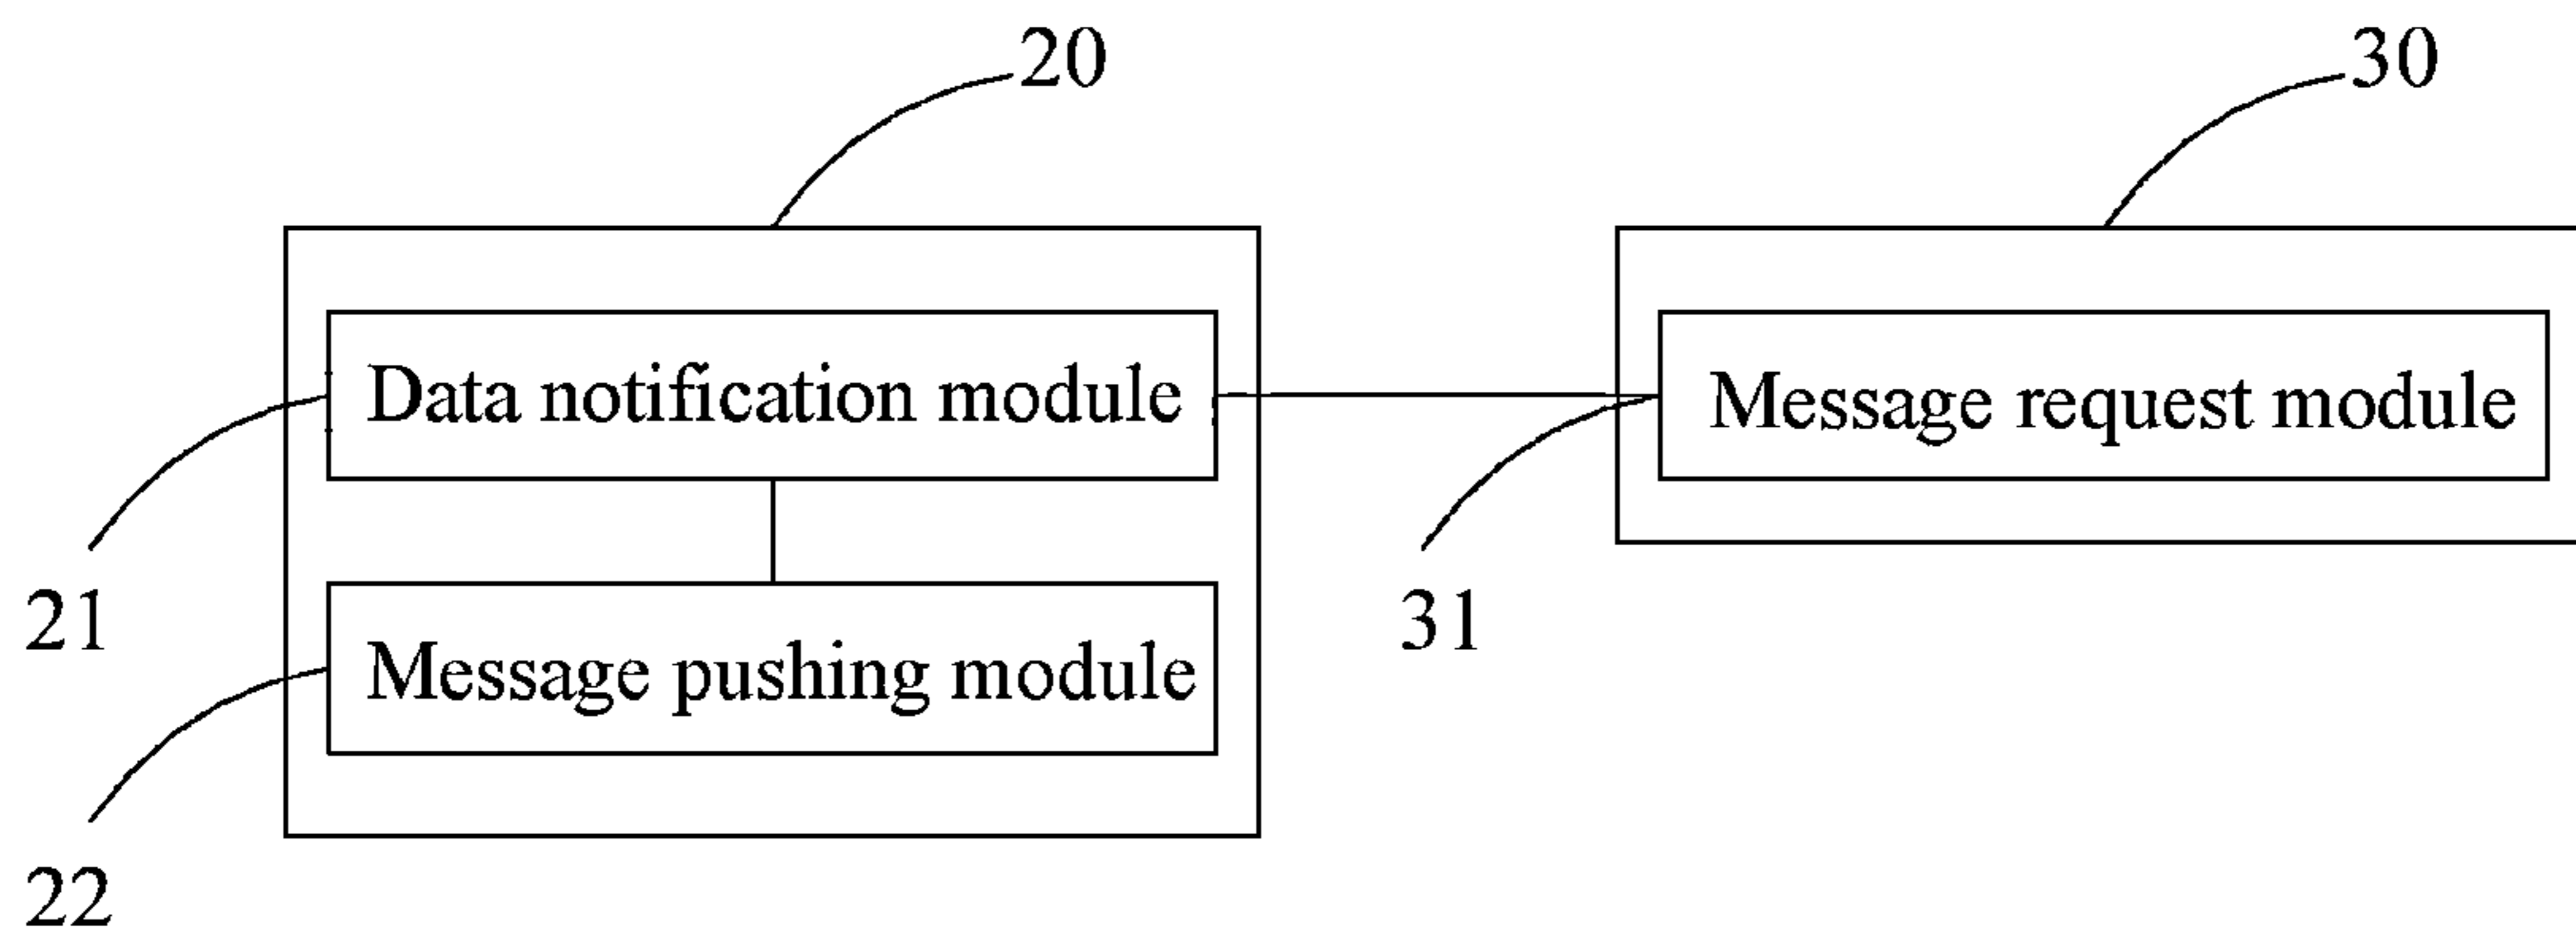 20
30
Data notification module
Message request module
21
31
Message pushing module
22